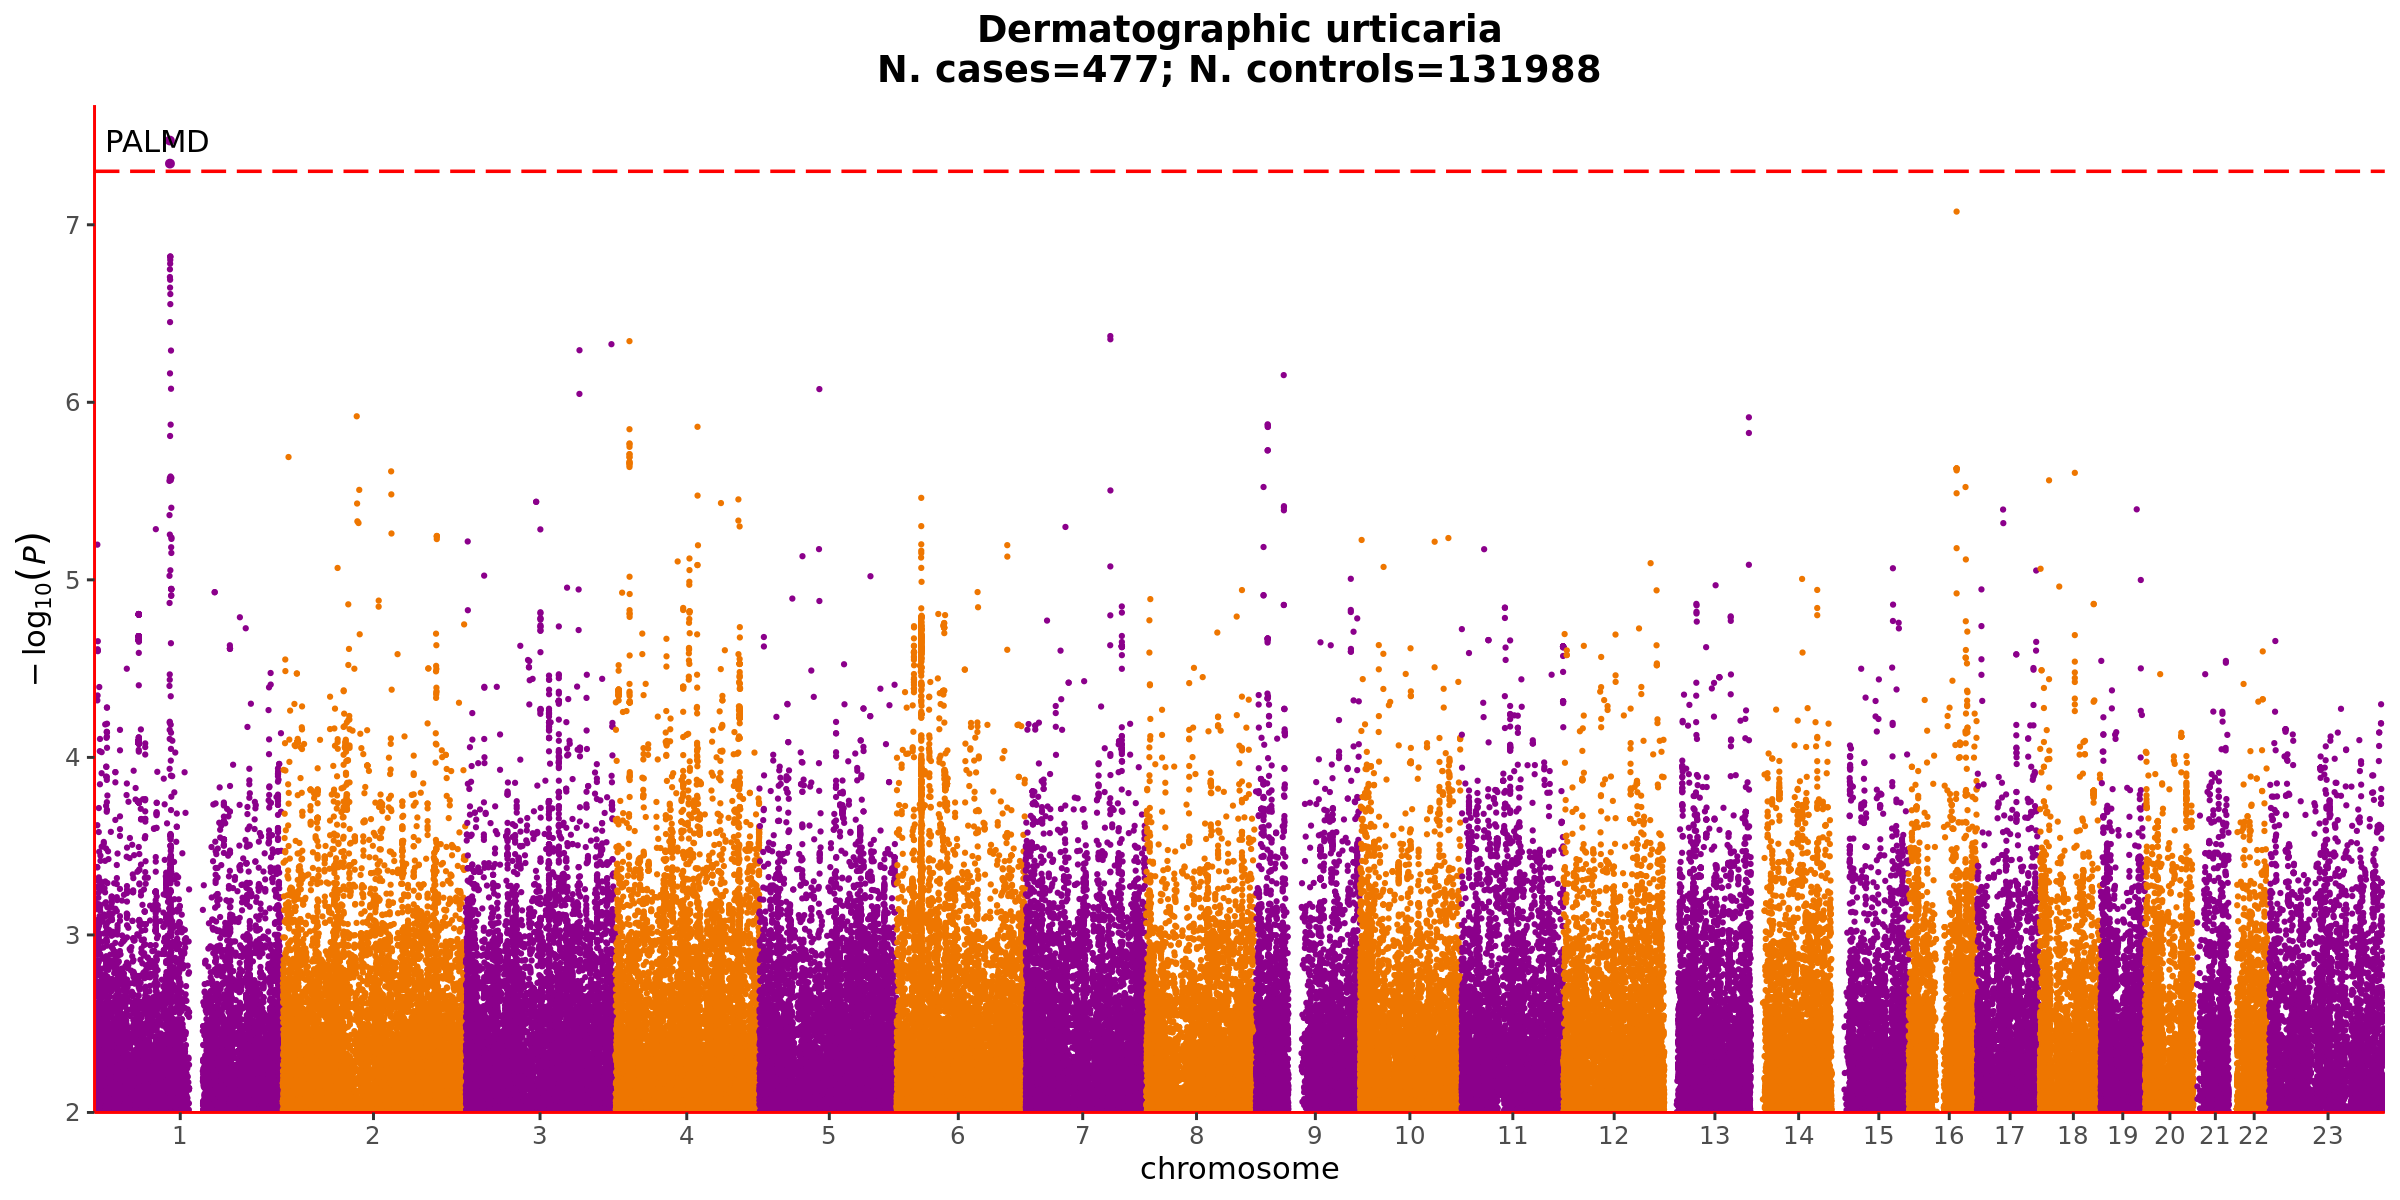 Dermatographic urticaria
N. cases=477; N. controls=131988
PALMD
7
6
5
4
3
2
−log10(P)
1 2 3 4 5 6 7 8 9 10 11 12 13 14 15 16 17 18 19 20 21 22 23
chromosome